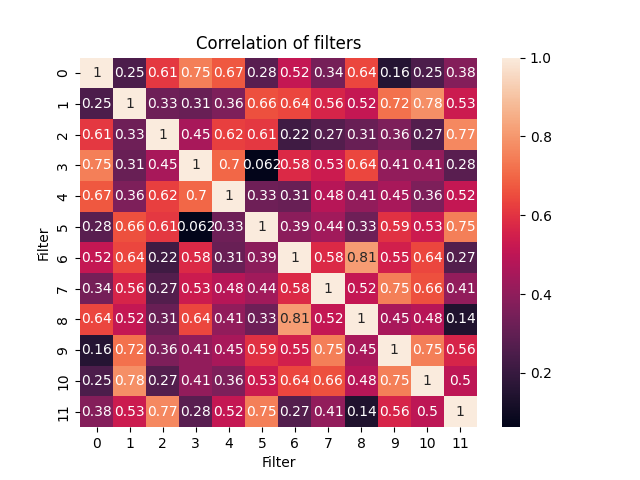 Correlation of filters
0 1 0.25 0.61 0.75 0.67 0.28 0.52 0.34 0.64 0.16 0.25 0.38
1 0.25 1 0.33 0.31 0.36 0.66 0.64 0.56 0.52 0.72 0.78 0.53
2 0.61 0.33 1 0.45 0.62 0.61 0.22 0.27 0.31 0.36 0.27 0.77
3 0.75 0.31 0.45 1 0.7 0.062 0.58 0.53 0.64 0.41 0.41 0.28
4 0.67 0.36 0.62 0.7 1 0.33 0.31 0.48 0.41 0.45 0.36 0.52
5 0.28 0.66 0.61 0.062 0.33 1 0.39 0.44 0.33 0.59 0.53 0.75
6 0.52 0.64 0.22 0.58 0.31 0.39 1 0.58 0.81 0.55 0.64 0.27
7 0.34 0.56 0.27 0.53 0.48 0.44 0.58 1 0.52 0.75 0.66 0.41
8 0.64 0.52 0.31 0.64 0.41 0.33 0.81 0.52 1 0.45 0.48 0.14
9 0.16 0.72 0.36 0.41 0.45 0.59 0.55 0.75 0.45 1 0.75 0.56
10 0.25 0.78 0.27 0.41 0.36 0.53 0.64 0.66 0.48 0.75 1 0.5
11 0.38 0.53 0.77 0.28 0.52 0.75 0.27 0.41 0.14 0.56 0.5 1
0 1 2 3 4 5 6 7 8 9 10 11
Filter
Filter
1.0
0.8
0.6
0.4
0.2